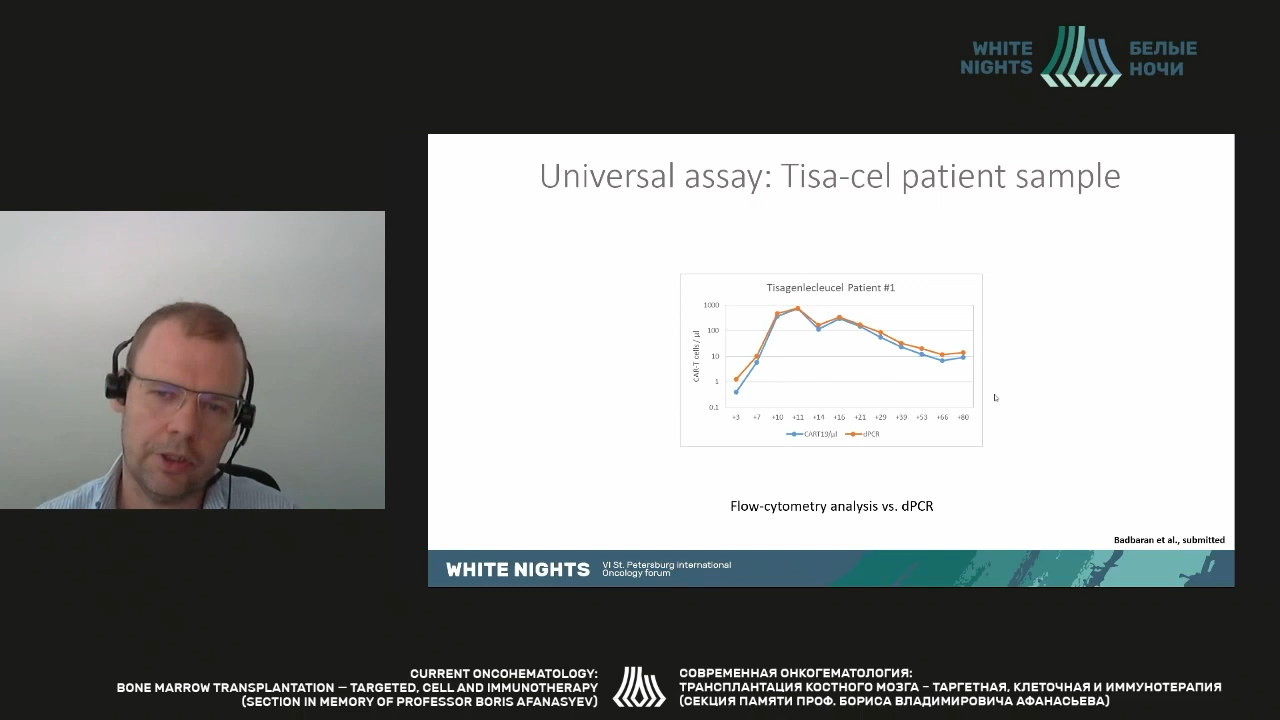 WHITE
NIGHTS
БЕЛЫЕ
НОЧИ
Universal assay: Tisa-cel patient sample
Tisagenlecleucel Patient #1
CAR-T cells / µl
1000
100
10
1
0.1
+3 +7 +10 +11 +14 +16 +21 +29 +39 +53 +66 +80
CART19/µl dPCR
Flow-cytometry analysis vs. dPCR
Badbaran et al., submitted
WHITE NIGHTS
VI St. Petersburg international
Oncology forum
CURRENT ONCOHEMATOLOGY:
BONE MARROW TRANSPLANTATION – TARGETED, CELL AND IMMUNOTHERAPY
(SECTION IN MEMORY OF PROFESSOR BORIS AFANASYEV)
СОВРЕМЕННАЯ ОНКОГЕМАТОЛОГИЯ:
ТРАНСПЛАНТАЦИЯ КОСТНОГО МОЗГА – ТАРГЕТНАЯ, КЛЕТОЧНАЯ И ИММУНОТЕРАПИЯ
(СЕКЦИЯ ПАМЯТИ ПРОФ. БОРИСА ВЛАДИМИРОВИЧА АФАНАСЬЕВА)